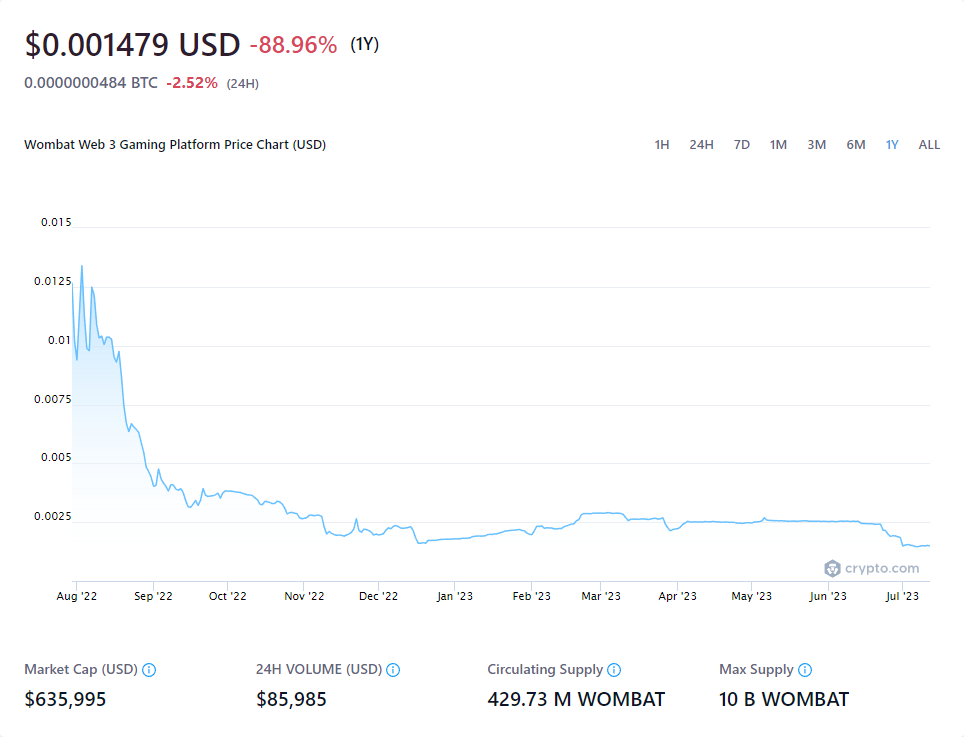 $0.001479 USD -88.96% (1Y)
0.0000000484 BTC -2.52% (24H)
Wombat Web 3 Gaming Platform Price Chart (USD) 1H 24H 7D 1M 3M 6M 1Y ALL
0.015
0.0125
0.01
0.0075
0.005
0.0025
crypto.com
Aug '22 Sep '22 Oct '22 Nov '22 Dec '22 Jan '23 Feb '23 Mar '23 Apr '23 May '23 Jun '23 Jul '23
Market Cap (USD) 24H VOLUME (USD) Circulating Supply Max Supply
$635,995 $85,985 429.73 M WOMBAT 10 B WOMBAT